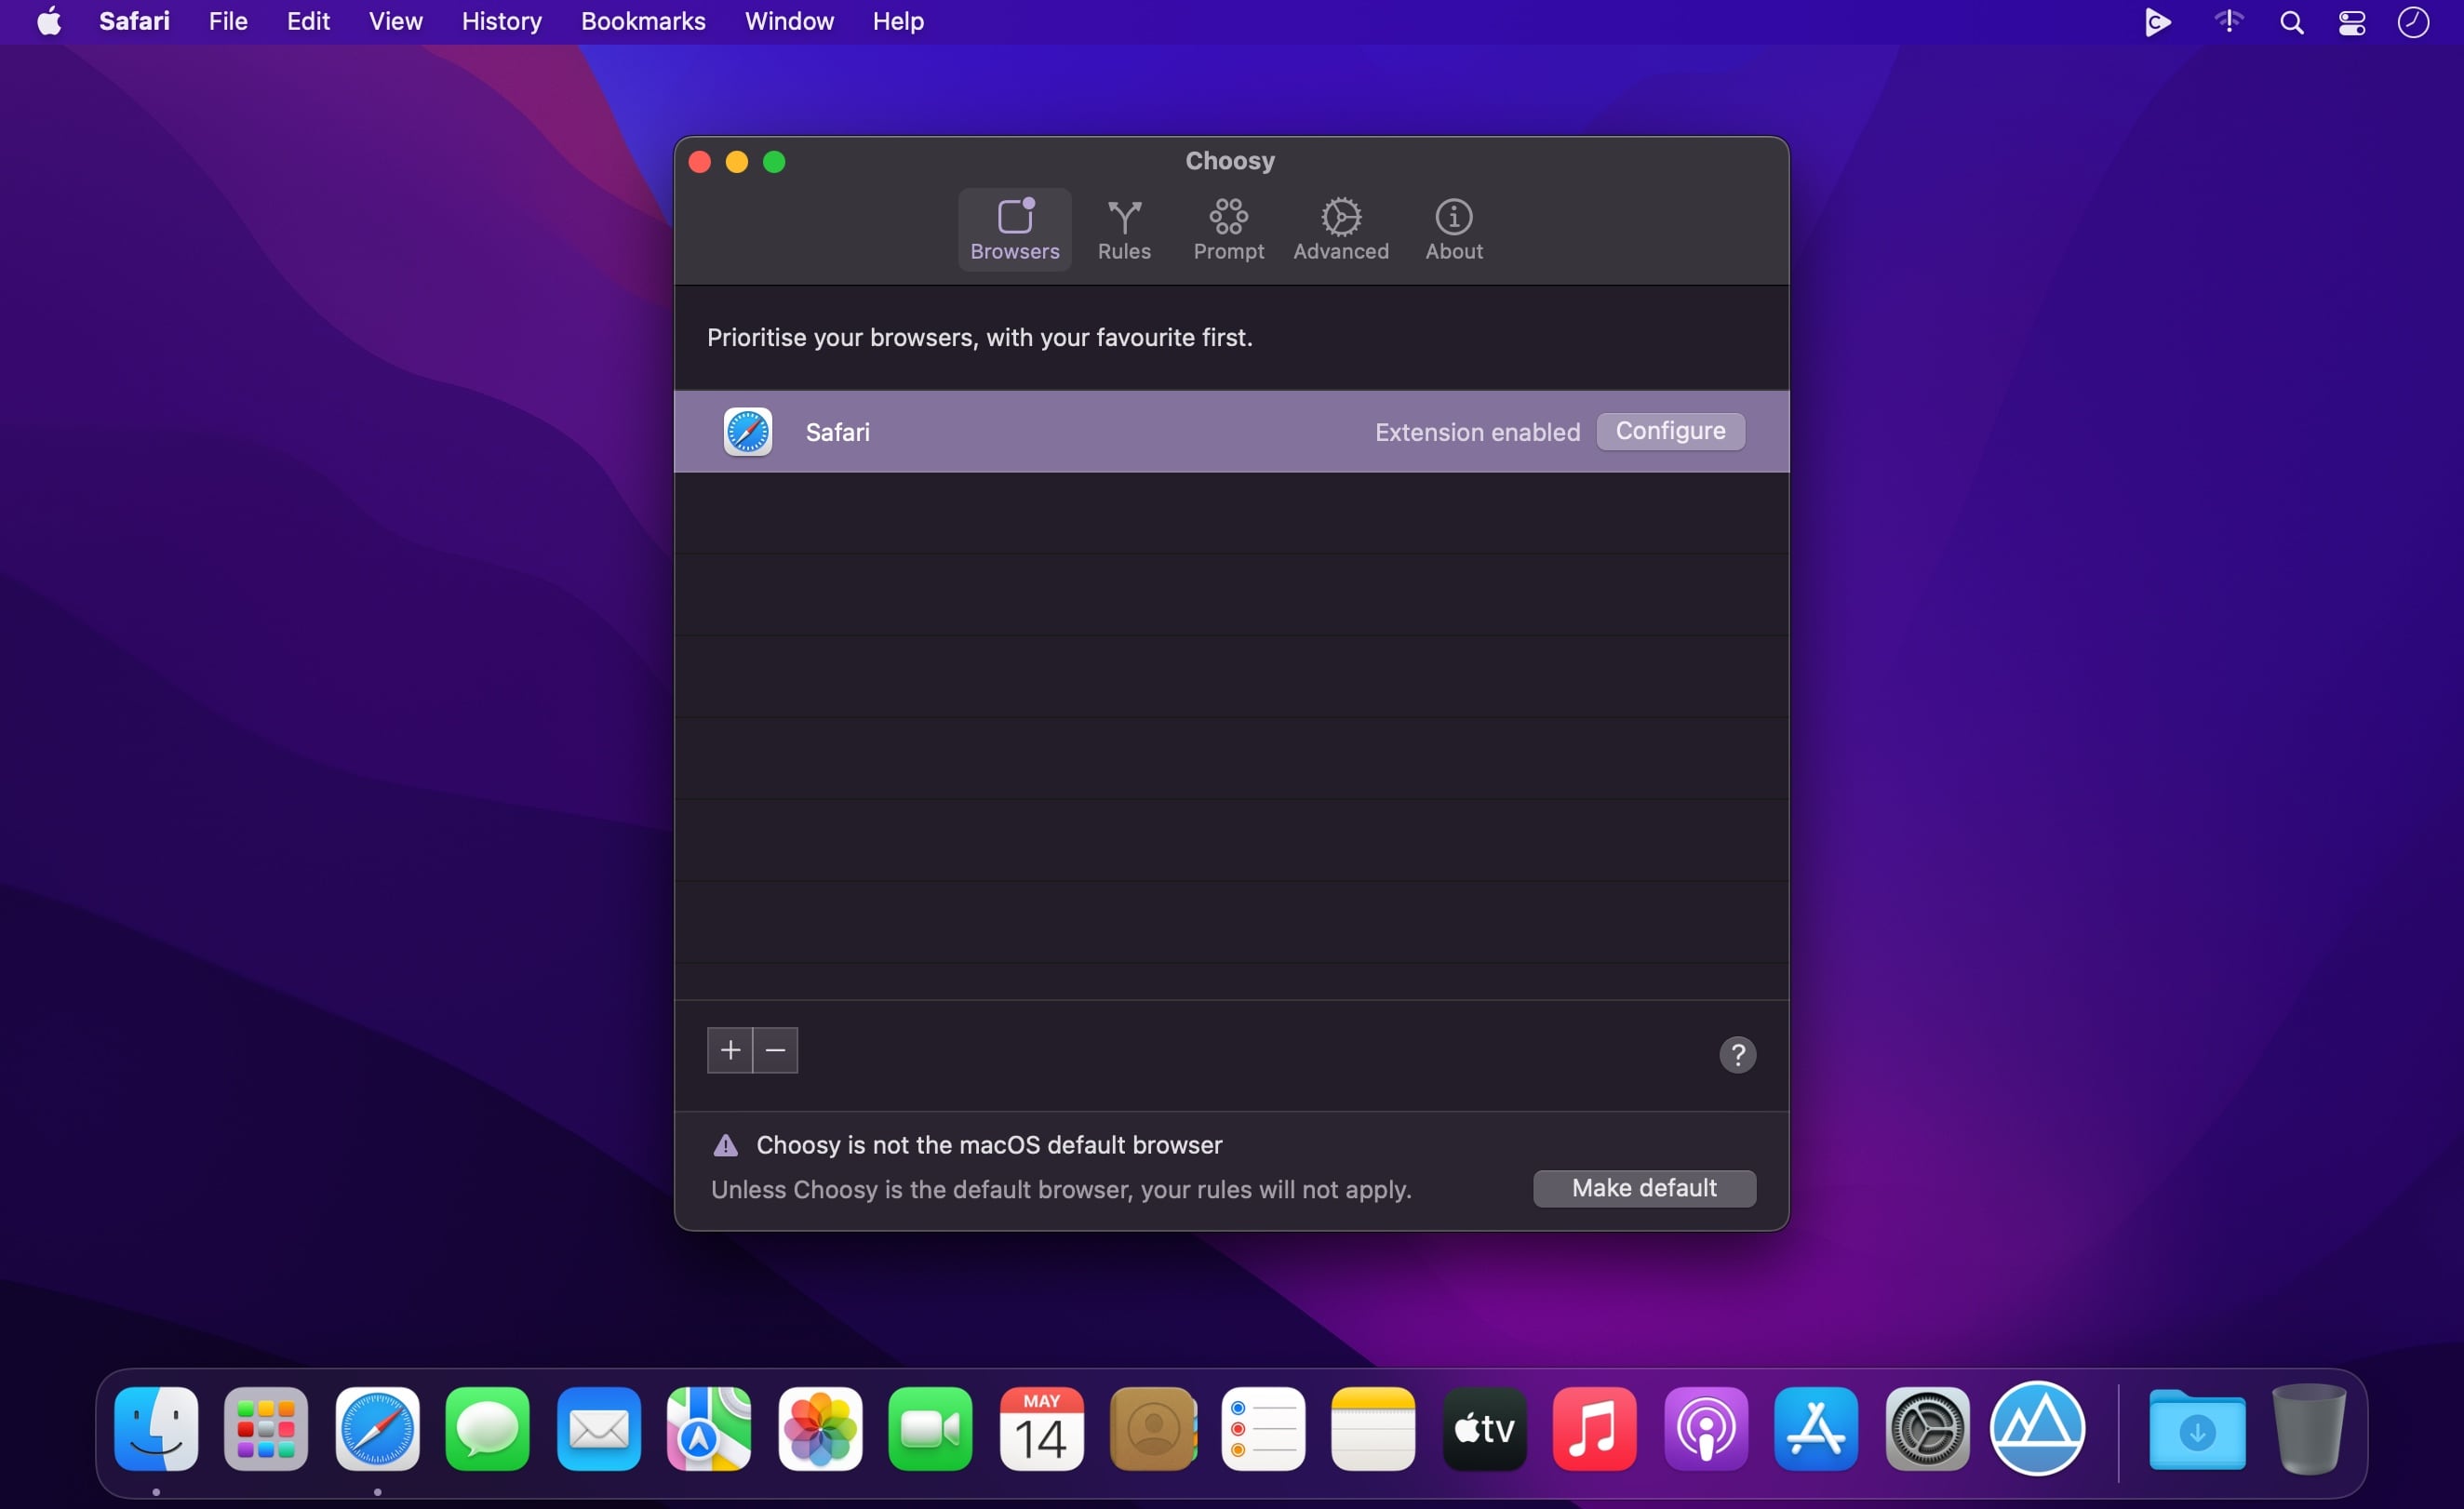 Safari File Edit View History Bookmarks Window Help
Choosy
Browsers Rules Prompt Advanced About
Prioritise your browsers, with your favourite first.
Safari Extension enabled Configure
+ − ?
Choosy is not the macOS default browser
Unless Choosy is the default browser, your rules will not apply. Make default
MAY
14
tv